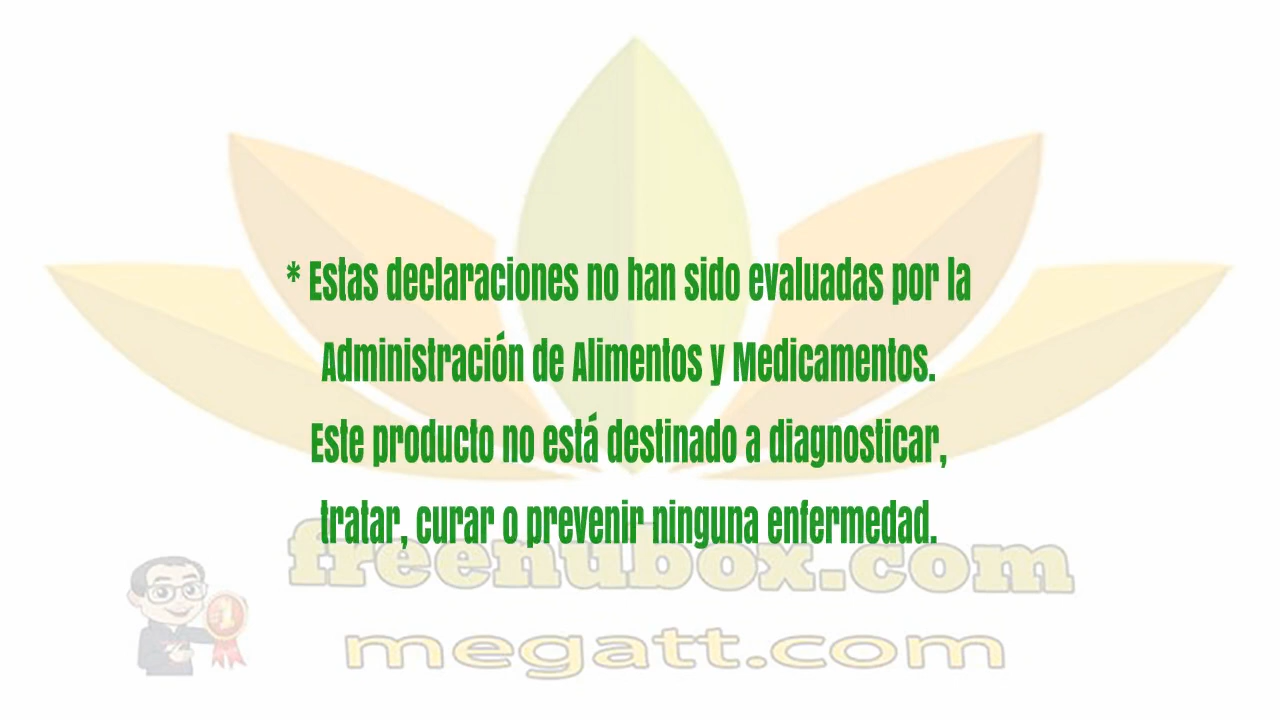 * Estas declaraciones no han sido evaluadas por la
Administración de Alimentos y Medicamentos.
Este producto no está destinado a diagnosticar,
tratar, curar o prevenir ninguna enfermedad.
freenubox.com
1
megatt.com